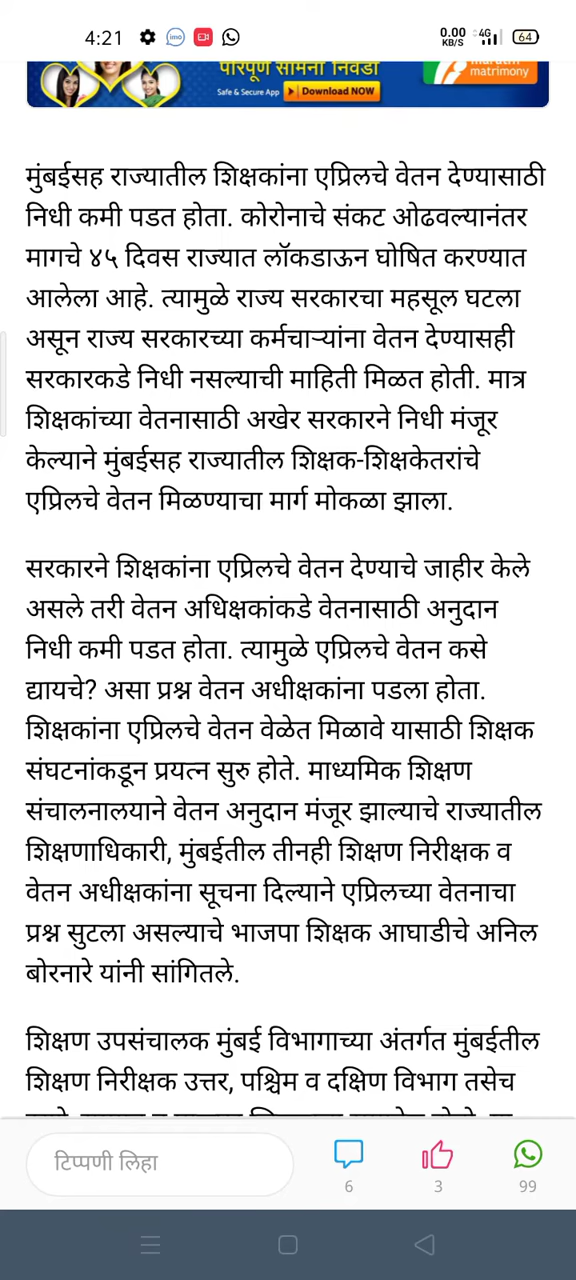 4:21
imo
0.00 KB/S
4G
64
परिपूर्ण सामना निवडा
Safe & Secure App Download NOW
marathi
matrimony
मुंबईसह राज्यातील शिक्षकांना एप्रिलचे वेतन देण्यासाठी
निधी कमी पडत होता. कोरोनाचे संकट ओढवल्यानंतर
मागचे ४५ दिवस राज्यात लॉकडाऊन घोषित करण्यात
आलेला आहे. त्यामुळे राज्य सरकारचा महसूल घटला
असून राज्य सरकारच्या कर्मचाऱ्यांना वेतन देण्यासही
सरकारकडे निधी नसल्याची माहिती मिळत होती. मात्र
शिक्षकांच्या वेतनासाठी अखेर सरकारने निधी मंजूर
केल्याने मुंबईसह राज्यातील शिक्षक-शिक्षकेतरांचे
एप्रिलचे वेतन मिळण्याचा मार्ग मोकळा झाला.
सरकारने शिक्षकांना एप्रिलचे वेतन देण्याचे जाहीर केले
असले तरी वेतन अधिक्षकांकडे वेतनासाठी अनुदान
निधी कमी पडत होता. त्यामुळे एप्रिलचे वेतन कसे
द्यायचे? असा प्रश्न वेतन अधीक्षकांना पडला होता.
शिक्षकांना एप्रिलचे वेतन वेळेत मिळावे यासाठी शिक्षक
संघटनांकडून प्रयत्न सुरु होते. माध्यमिक शिक्षण
संचालनालयाने वेतन अनुदान मंजूर झाल्याचे राज्यातील
शिक्षणाधिकारी, मुंबईतील तीनही शिक्षण निरीक्षक व
वेतन अधीक्षकांना सूचना दिल्याने एप्रिलच्या वेतनाचा
प्रश्न सुटला असल्याचे भाजपा शिक्षक आघाडीचे अनिल
बोरनारे यांनी सांगितले.
शिक्षण उपसंचालक मुंबई विभागाच्या अंतर्गत मुंबईतील
शिक्षण निरीक्षक उत्तर, पश्चिम व दक्षिण विभाग तसेच
टिप्पणी लिहा
6
3
99